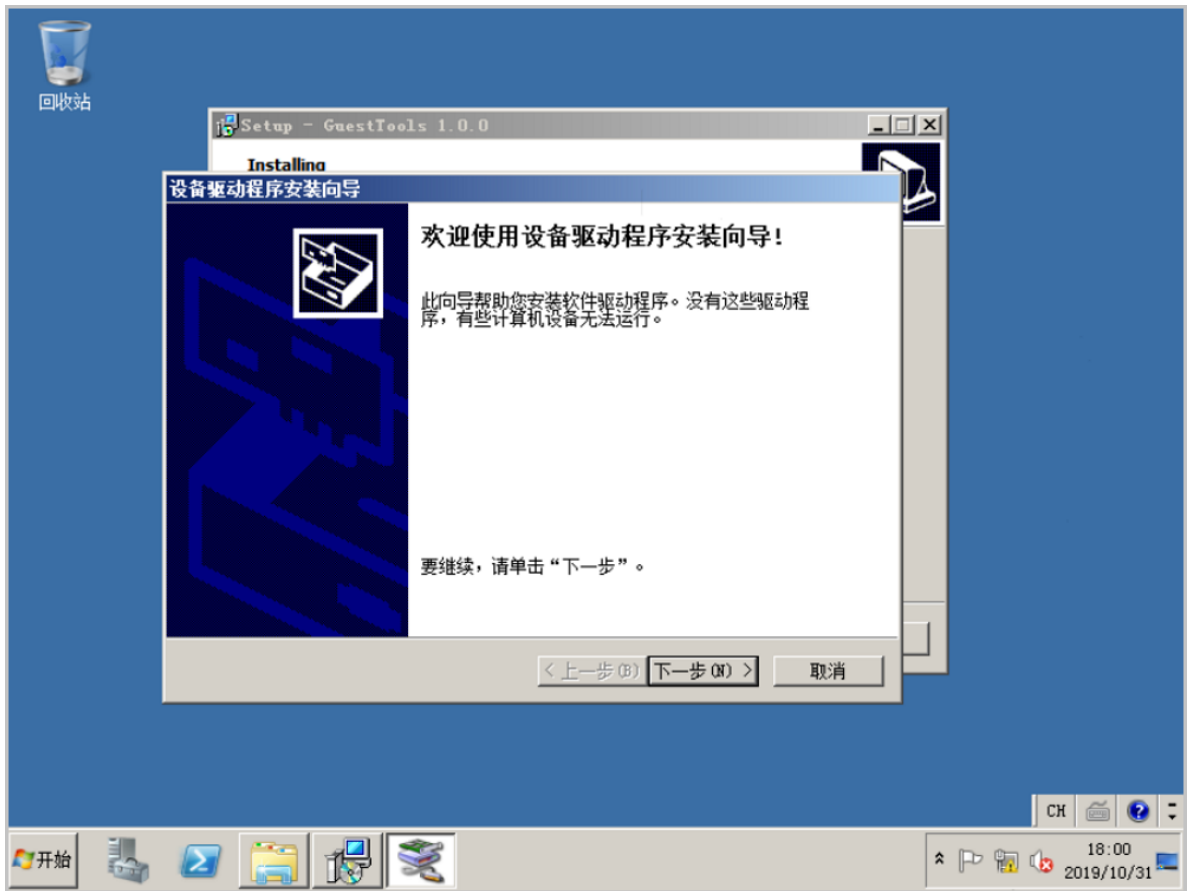 回收站
Setup - GuestTools 1.0.0
Installing
设备驱动程序安装向导
欢迎使用设备驱动程序安装向导!
此向导帮助您安装软件驱动程序。没有这些驱动程
序，有些计算机设备无法运行。
要继续，请单击“下一步”。
< 上一步(B) 下一步(N) > 取消
CH
开始
18:00
2019/10/31